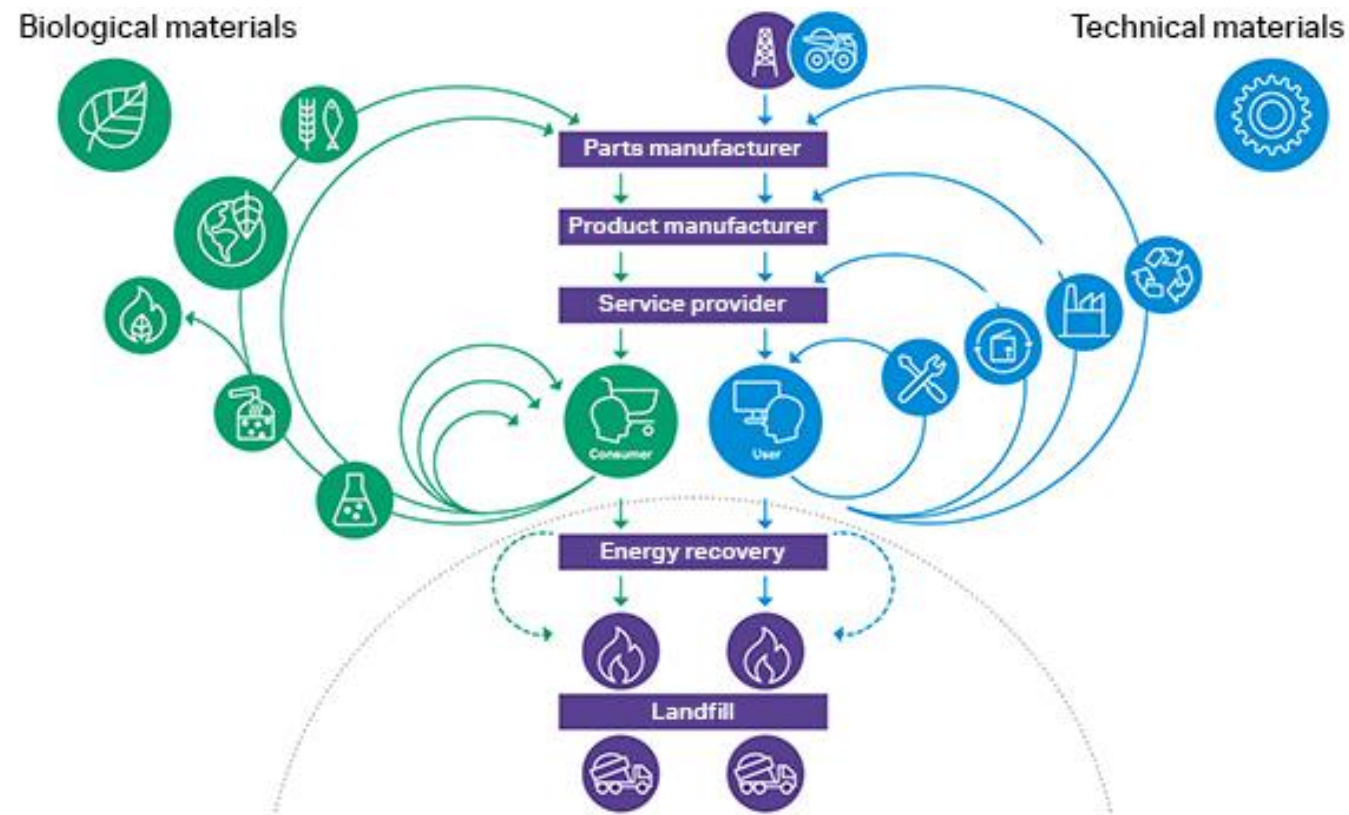 Biological materials
Technical materials
Parts manufacturer
Product manufacturer
Service provider
Consumer
User
Energy recovery
Landfill